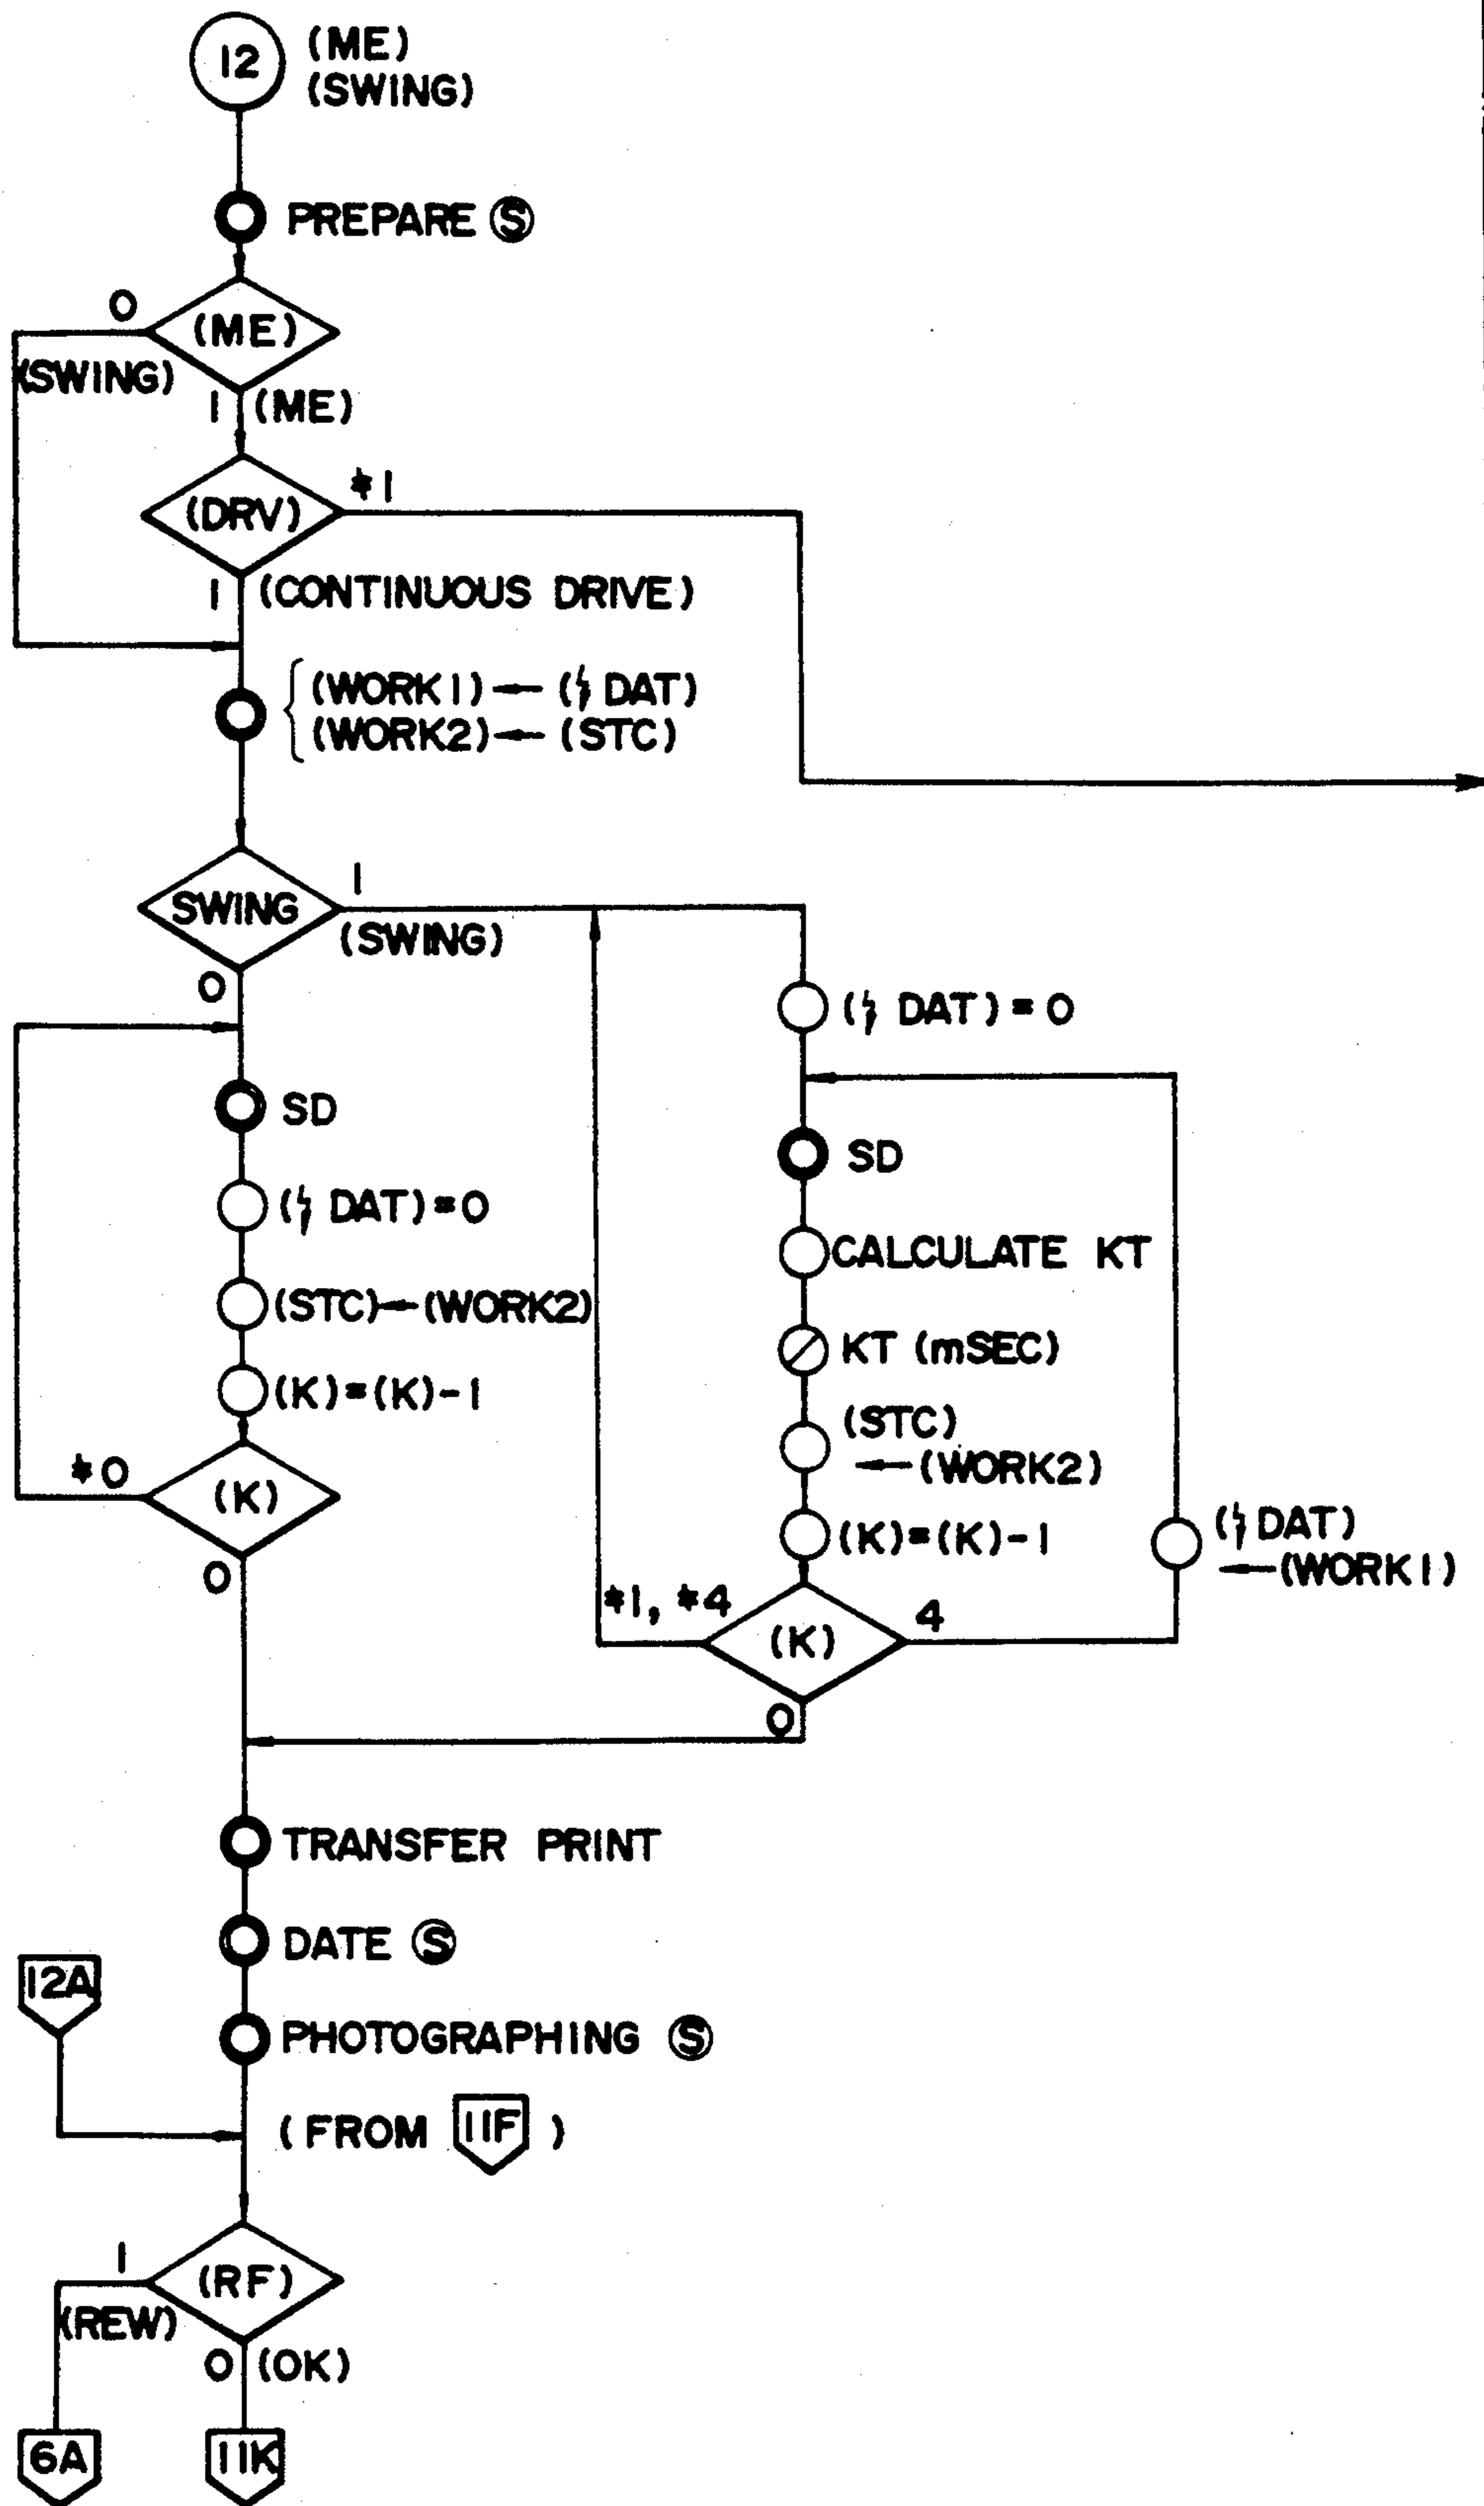 12
(ME)
(SWING)
PREPARE Ⓢ
0
(ME)
(SWING)
1 (ME)
*1
(DRV)
1 (CONTINUOUS DRIVE)
(WORK1)←(ϟ DAT)
(WORK2)←(STC)
1
SWING
(SWING)
0
SD
(ϟ DAT)=0
(STC)←(WORK2)
(K)=(K)-1
*0
(K)
0
(ϟ DAT)=0
SD
CALCULATE KT
KT (mSEC)
(STC)
←(WORK2)
(K)=(K)-1
*1, *4
(K)
4
0
(ϟ DAT)
←(WORK1)
TRANSFER PRINT
DATE Ⓢ
12A
PHOTOGRAPHING Ⓢ
(FROM 11F)
1
(RF)
(REW)
0 (OK)
6A
11K